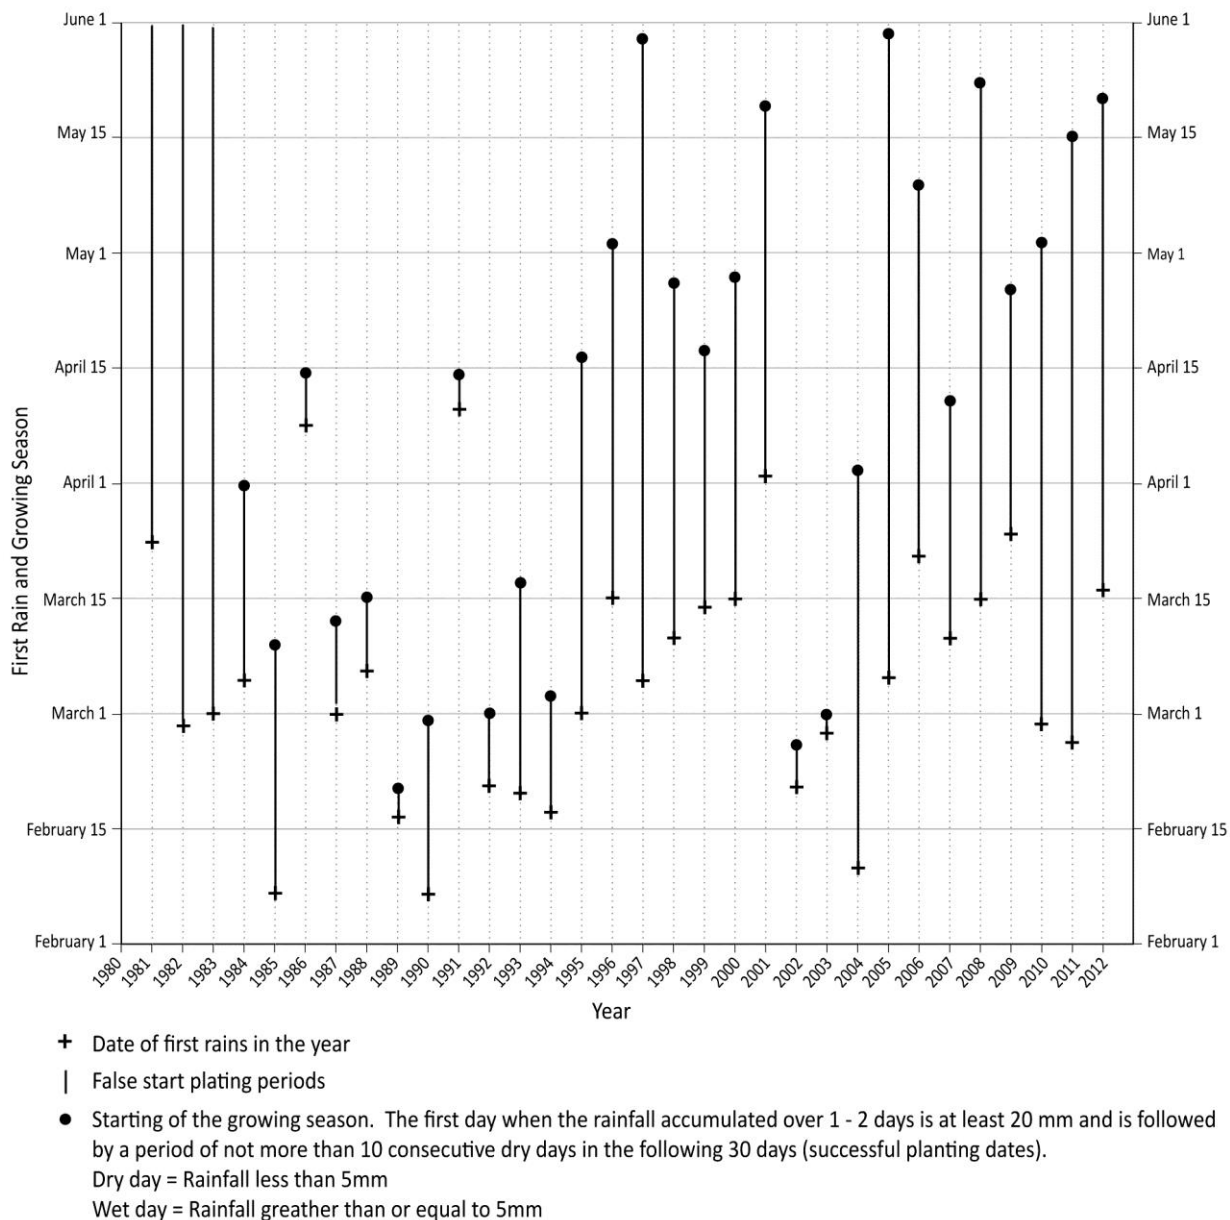 June 1
May 15
May 1
April 15
April 1
March 15
March 1
February 15
February 1
June 1
May 15
May 1
April 15
April 1
March 15
March 1
February 15
February 1
First Rain and Growing Season
1980 1981 1982 1983 1984 1985 1986 1987 1988 1989 1990 1991 1992 1993 1994 1995 1996 1997 1998 1999 2000 2001 2002 2003 2004 2005 2006 2007 2008 2009 2010 2011 2012
Year
+ Date of first rains in the year
| False start plating periods
● Starting of the growing season. The first day when the rainfall accumulated over 1 - 2 days is at least 20 mm and is followed
by a period of not more than 10 consecutive dry days in the following 30 days (successful planting dates).
Dry day = Rainfall less than 5mm
Wet day = Rainfall greather than or equal to 5mm